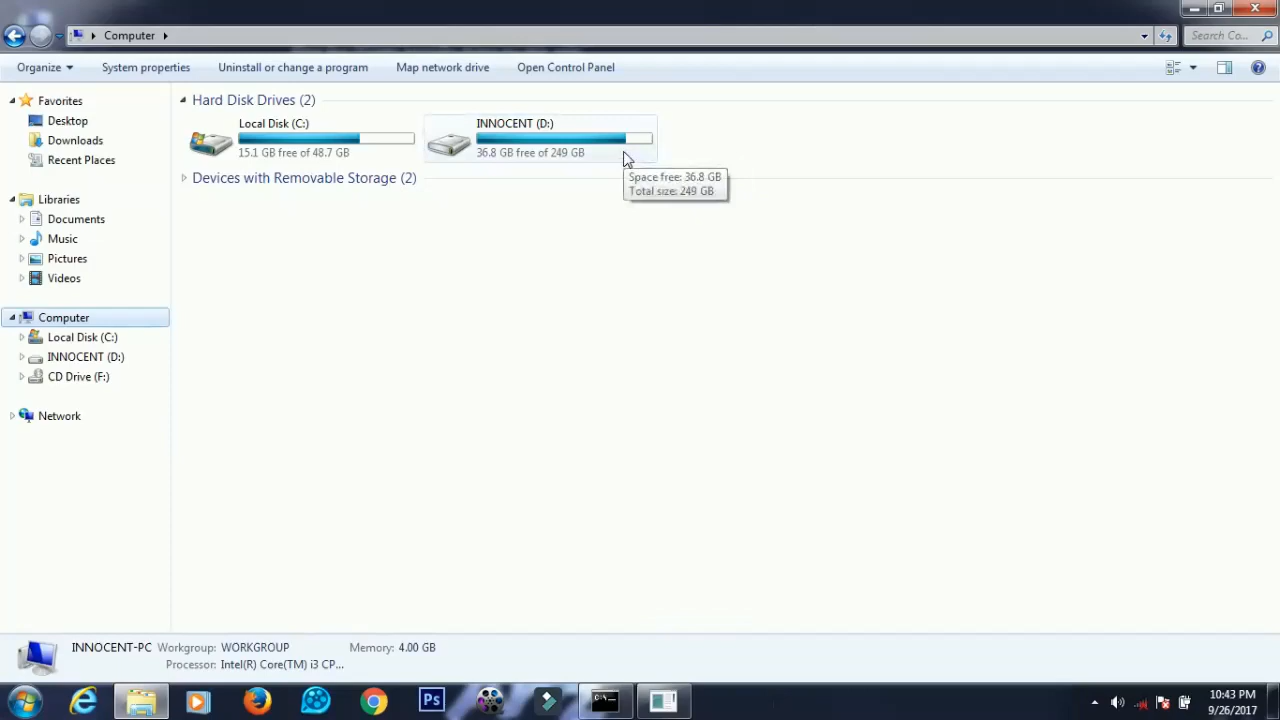 Computer
Search Co...
Organize
System properties
Uninstall or change a program
Map network drive
Open Control Panel
Favorites
Desktop
Downloads
Recent Places
Libraries
Documents
Music
Pictures
Videos
Computer
Local Disk (C:)
INNOCENT (D:)
CD Drive (F:)
Network
Hard Disk Drives (2)
Local Disk (C:)
15.1 GB free of 48.7 GB
INNOCENT (D:)
36.8 GB free of 249 GB
Space free: 36.8 GB
Total size: 249 GB
Devices with Removable Storage (2)
INNOCENT-PC Workgroup: WORKGROUP Memory: 4.00 GB
Processor: Intel(R) Core(TM) i3 CP...
Ps
10:43 PM
9/26/2017